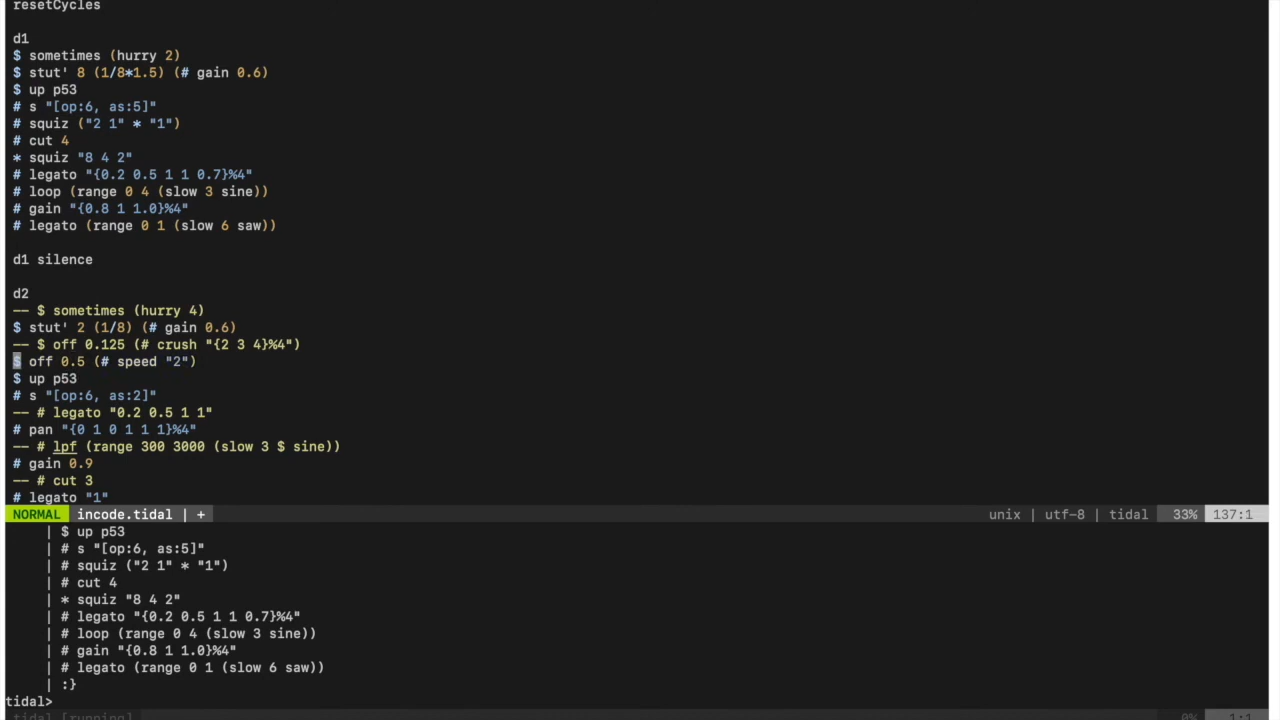 resetCycles
d1
$ sometimes (hurry 2)
$ stut' 8 (1/8*1.5) (# gain 0.6)
$ up p53
# s "[op:6, as:5]"
# squiz ("2 1" * "1")
# cut 4
* squiz "8 4 2"
# legato "{0.2 0.5 1 1 0.7}%4"
# loop (range 0 4 (slow 3 sine))
# gain "{0.8 1 1.0}%4"
# legato (range 0 1 (slow 6 saw))
d1 silence
d2
-- $ sometimes (hurry 4)
$ stut' 2 (1/8) (# gain 0.6)
-- $ off 0.125 (# crush "{2 3 4}%4")
$ off 0.5 (# speed "2")
$ up p53
# s "[op:6, as:2]"
-- # legato "0.2 0.5 1 1"
# pan "{0 1 0 1 1 1}%4"
-- # lpf (range 300 3000 (slow 3 $ sine))
# gain 0.9
-- # cut 3
# legato "1"
NORMAL incode.tidal | + unix | utf-8 | tidal 33% 137:1
| $ up p53
| # s "[op:6, as:5]"
| # squiz ("2 1" * "1")
| # cut 4
| * squiz "8 4 2"
| # legato "{0.2 0.5 1 1 0.7}%4"
| # loop (range 0 4 (slow 3 sine))
| # gain "{0.8 1 1.0}%4"
| # legato (range 0 1 (slow 6 saw))
| :}
tidal>
tidal [running] 0% 1:1